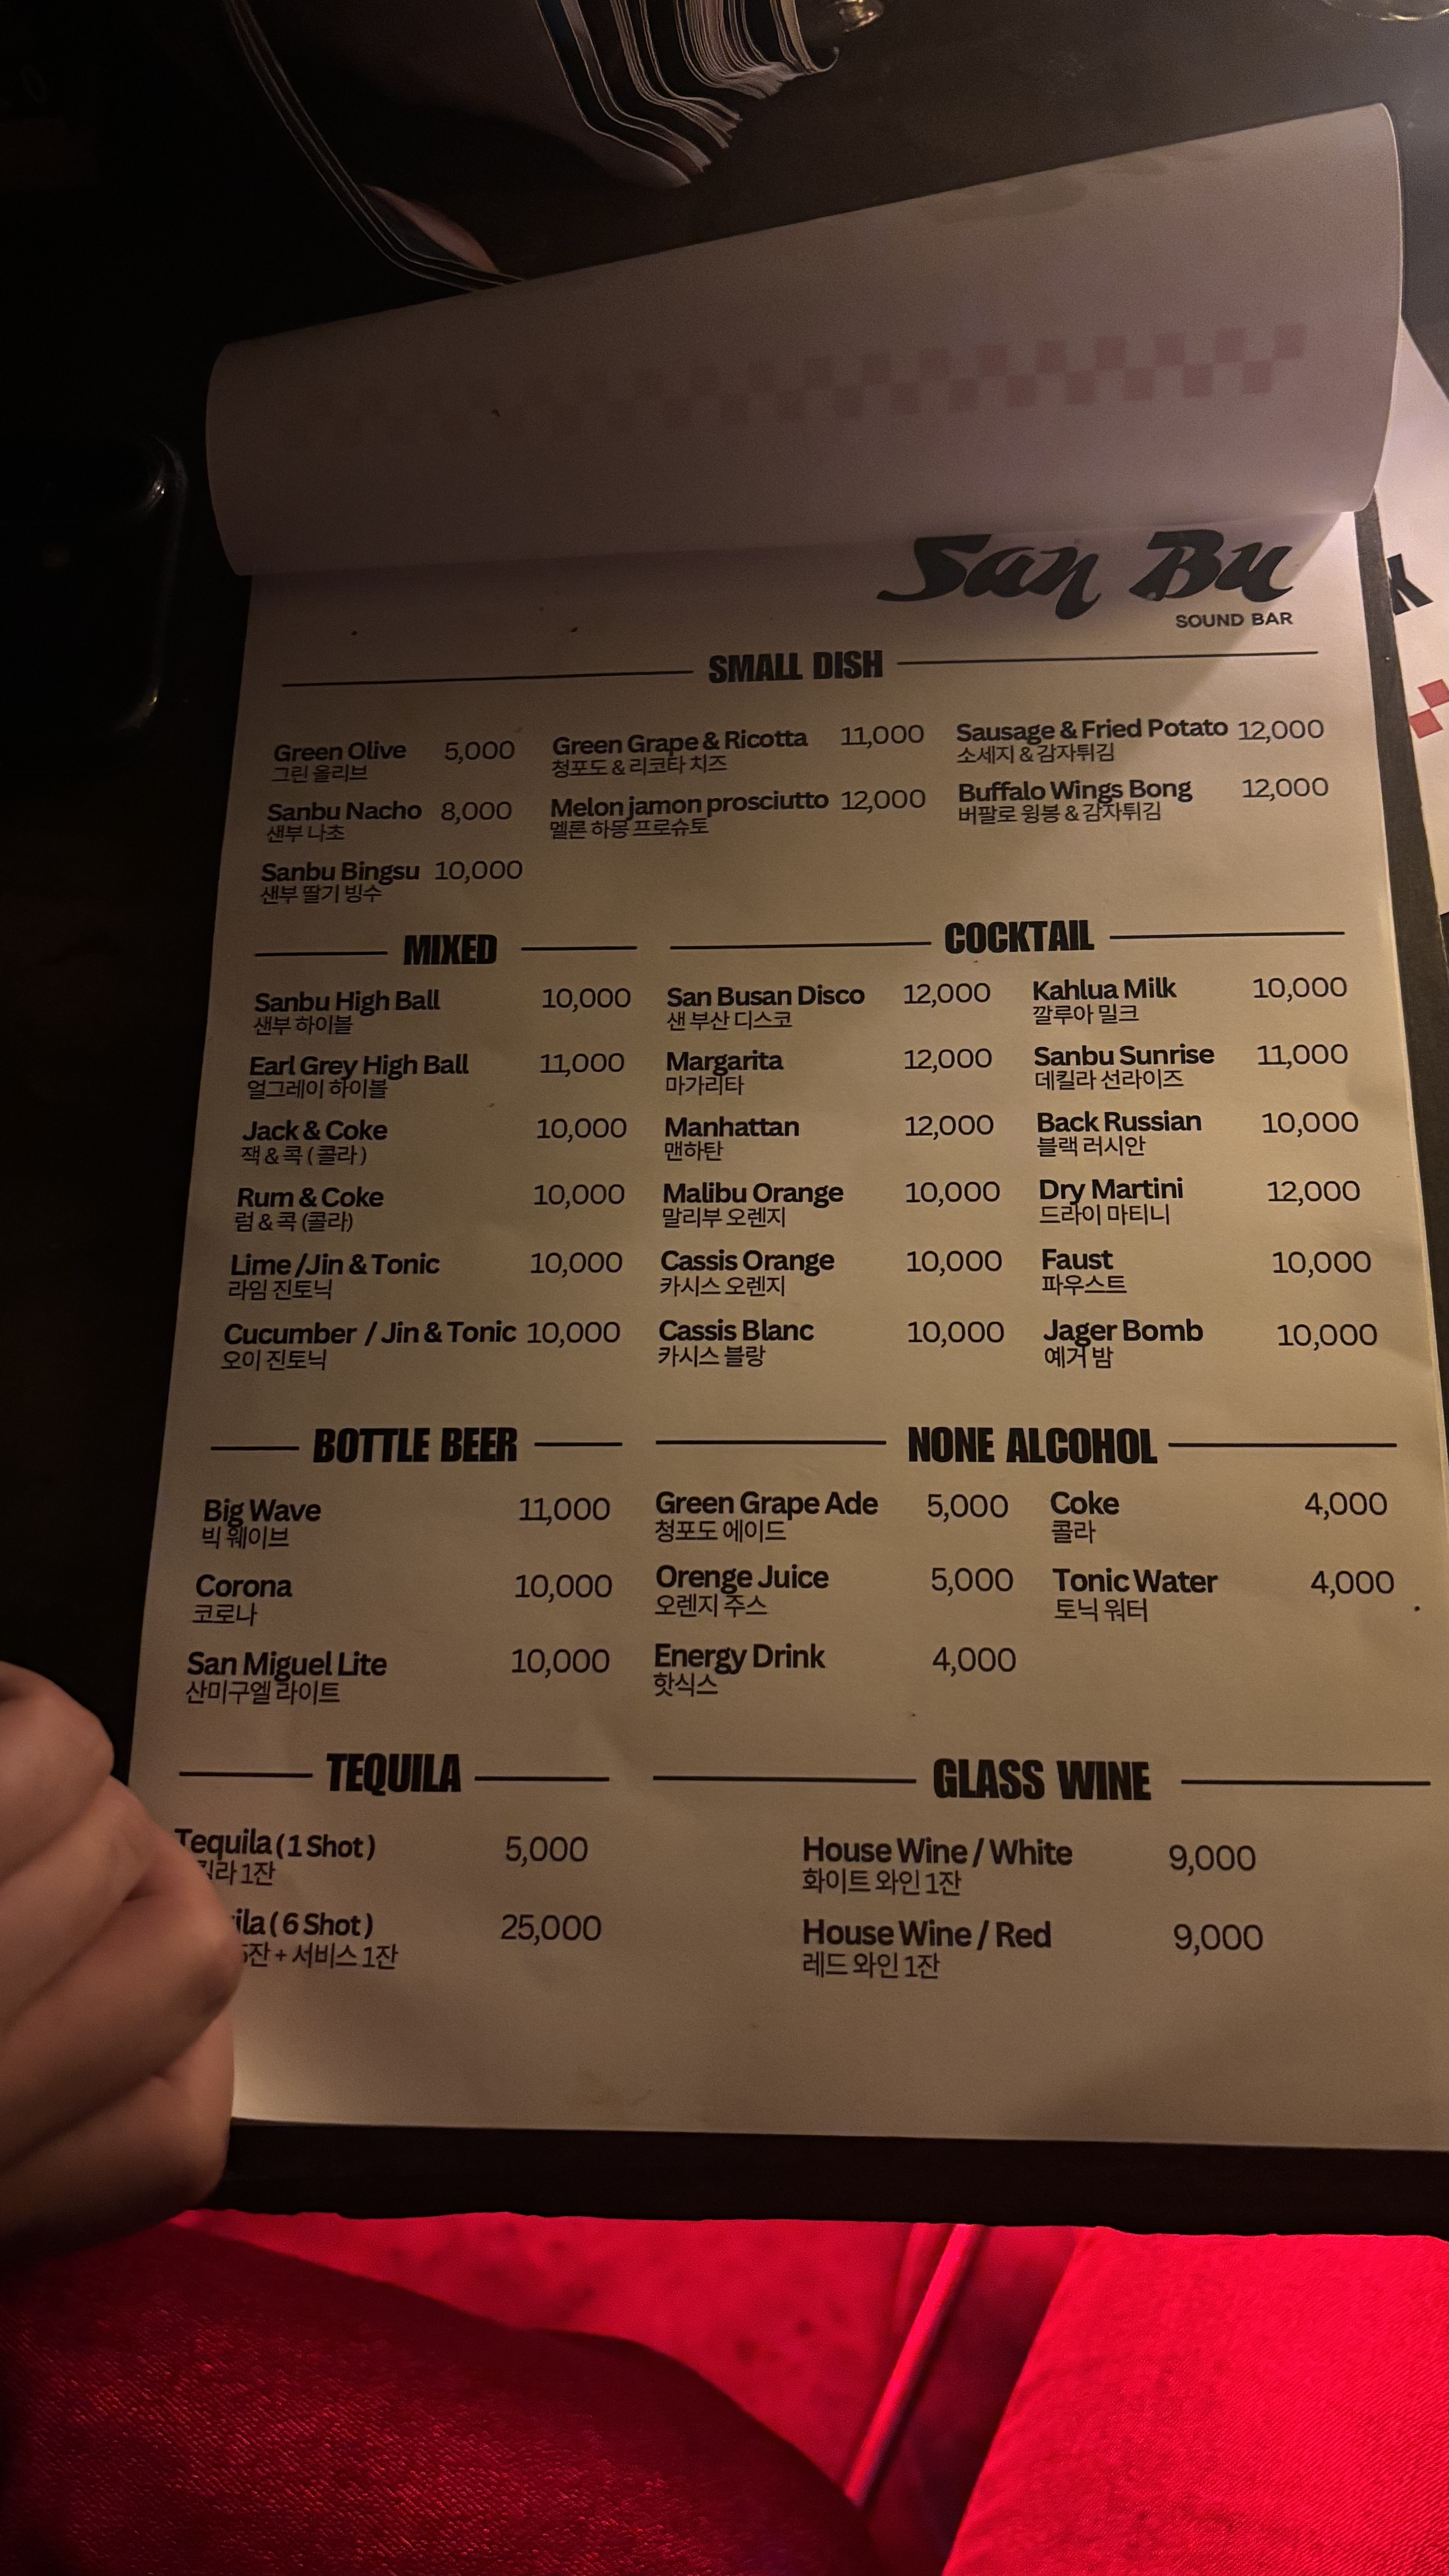 San Bu
SOUND BAR
SMALL DISH
Green Olive 5,000
그린 올리브
Sanbu Nacho 8,000
샌부 나초
Sanbu Bingsu 10,000
샌부 딸기 빙수
Green Grape & Ricotta 11,000
청포도 & 리코타 치즈
Melon jamon prosciutto 12,000
멜론 하몽 프로슈토
Sausage & Fried Potato 12,000
소세지 & 감자튀김
Buffalo Wings Bong 12,000
버팔로 윙봉 & 감자튀김
MIXED
Sanbu High Ball 10,000
샌부 하이볼
Earl Grey High Ball 11,000
얼그레이 하이볼
Jack & Coke 10,000
잭 & 콕 ( 콜라 )
Rum & Coke 10,000
럼 & 콕 (콜라)
Lime /Jin & Tonic 10,000
라임 진토닉
Cucumber / Jin & Tonic 10,000
오이 진토닉
COCKTAIL
San Busan Disco 12,000
샌 부산 디스코
Margarita 12,000
마가리타
Manhattan 12,000
맨하탄
Malibu Orange 10,000
말리부 오렌지
Cassis Orange 10,000
카시스 오렌지
Cassis Blanc 10,000
카시스 블랑
Kahlua Milk 10,000
깔루아 밀크
Sanbu Sunrise 11,000
데킬라 선라이즈
Back Russian 10,000
블랙 러시안
Dry Martini 12,000
드라이 마티니
Faust 10,000
파우스트
Jager Bomb 10,000
예거 밤
BOTTLE BEER
Big Wave 11,000
빅 웨이브
Corona 10,000
코로나
San Miguel Lite 10,000
산미구엘 라이트
NONE ALCOHOL
Green Grape Ade 5,000
청포도 에이드
Orenge Juice 5,000
오렌지 주스
Energy Drink 4,000
핫식스
Coke 4,000
콜라
Tonic Water 4,000
토닉 워터
TEQUILA
Tequila ( 1 Shot ) 5,000
1잔
( 6 Shot ) 25,000
5잔 + 서비스 1잔
GLASS WINE
House Wine / White 9,000
화이트 와인 1잔
House Wine / Red 9,000
레드 와인 1잔
K